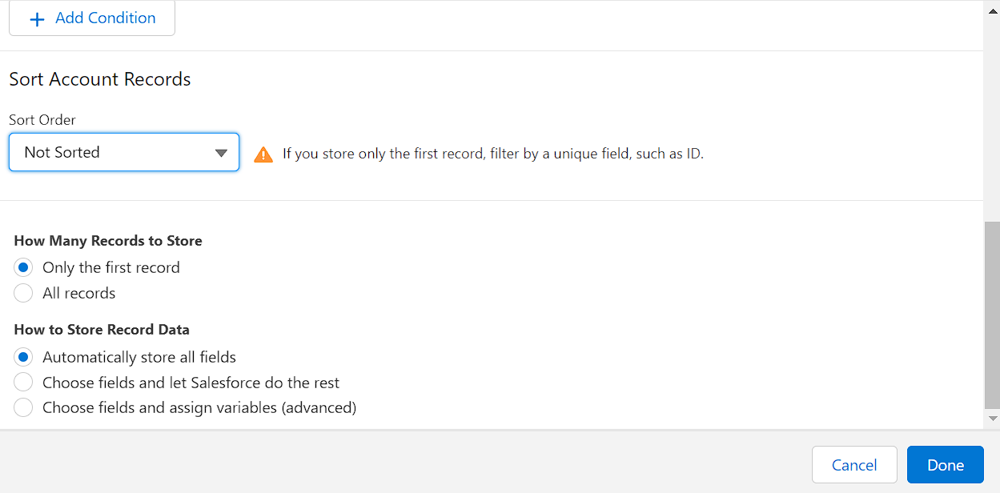 + Add Condition
Sort Account Records
Sort Order
Not Sorted
If you store only the first record, filter by a unique field, such as ID.
How Many Records to Store
Only the first record
All records
How to Store Record Data
Automatically store all fields
Choose fields and let Salesforce do the rest
Choose fields and assign variables (advanced)
Cancel
Done